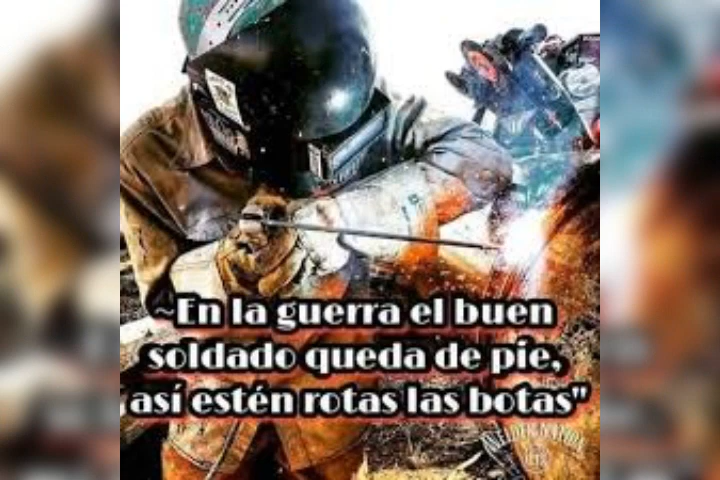 ~En la guerra el buen
soldado queda de pie,
así estén rotas las botas"